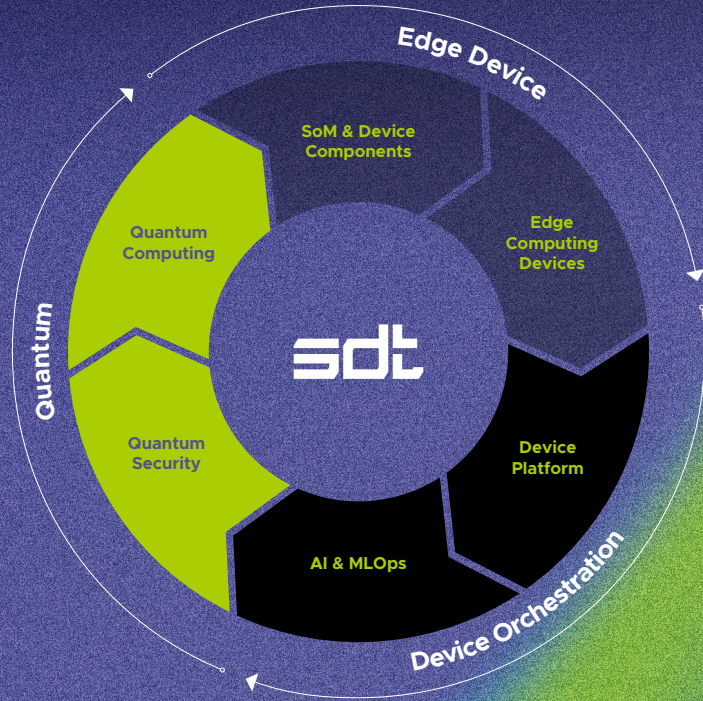 Edge Device
SoM & Device
Components
Edge
Computing
Devices
Quantum
Computing
sdt
Quantum
Quantum
Security
Device
Platform
AI & MLOps
Device Orchestration